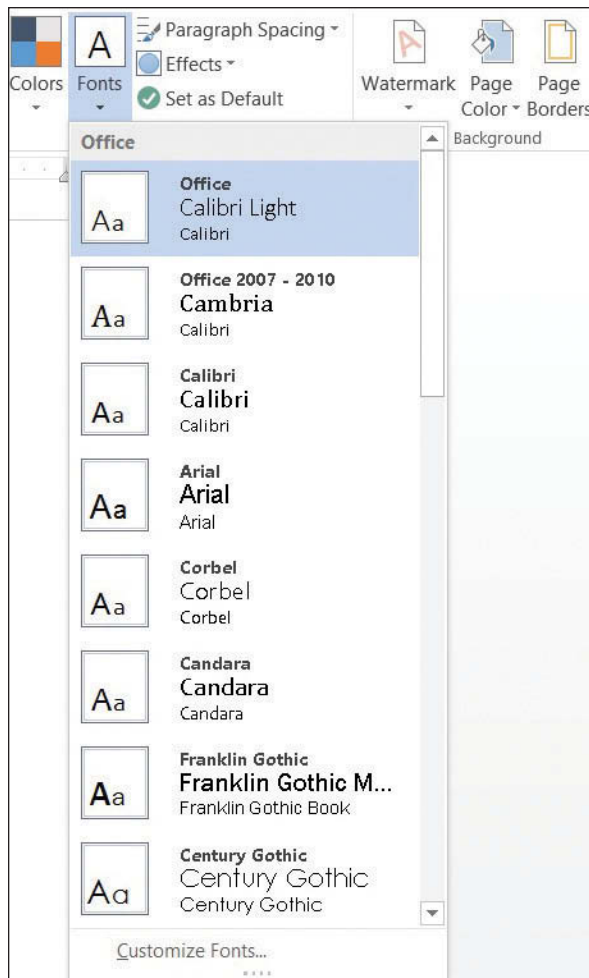 Colors
Fonts
Paragraph Spacing
Effects
Set as Default
Watermark
Page Color
Page Borders
Background
Office
Aa
Office
Calibri Light
Calibri
Aa
Office 2007 - 2010
Cambria
Calibri
Aa
Calibri
Calibri
Calibri
Aa
Arial
Arial
Arial
Aa
Corbel
Corbel
Corbel
Aa
Candara
Candara
Candara
Aa
Franklin Gothic
Franklin Gothic M...
Franklin Gothic Book
Aa
Century Gothic
Century Gothic
Century Gothic
Customize Fonts...